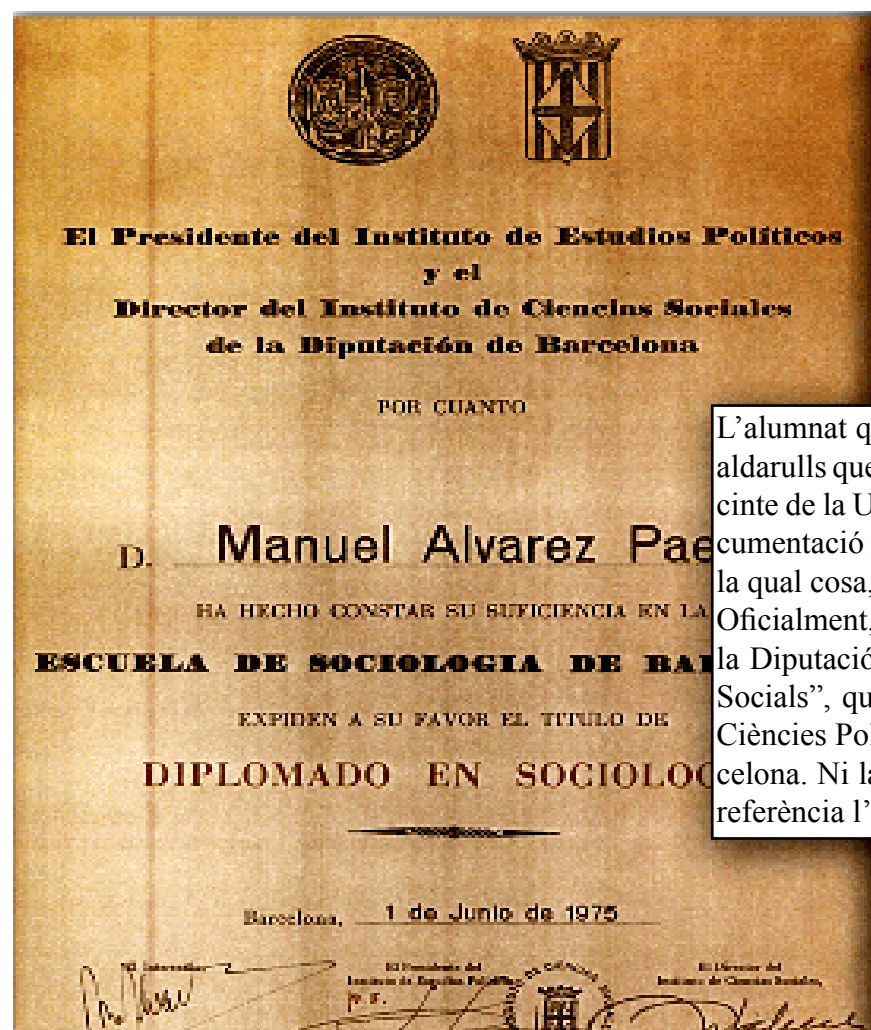 El Presidente del Instituto de Estudios Políticos
y el
Director del Instituto de Ciencias Sociales
de la Diputación de Barcelona
POR CUANTO
D. Manuel Alvarez Pae
HA HECHO CONSTAR SU SUFICIENCIA EN LA
ESCUELA DE SOCIOLOGIA DE BA
EXPIDEN A SU FAVOR EL TITULO DE
DIPLOMADO EN SOCIOLO
Barcelona, 1 de Junio de 1975
El Interesado
El Presidente del
Instituto de Estudios Políticos
P. E.
El Director del
Instituto de Ciencias Sociales,
L’alumnat q
aldarulls que
cinte de la U
cumentació
la qual cosa,
Oficialment,
la Diputació
Socials”, qu
Ciències Pol
celona. Ni la
referència l’